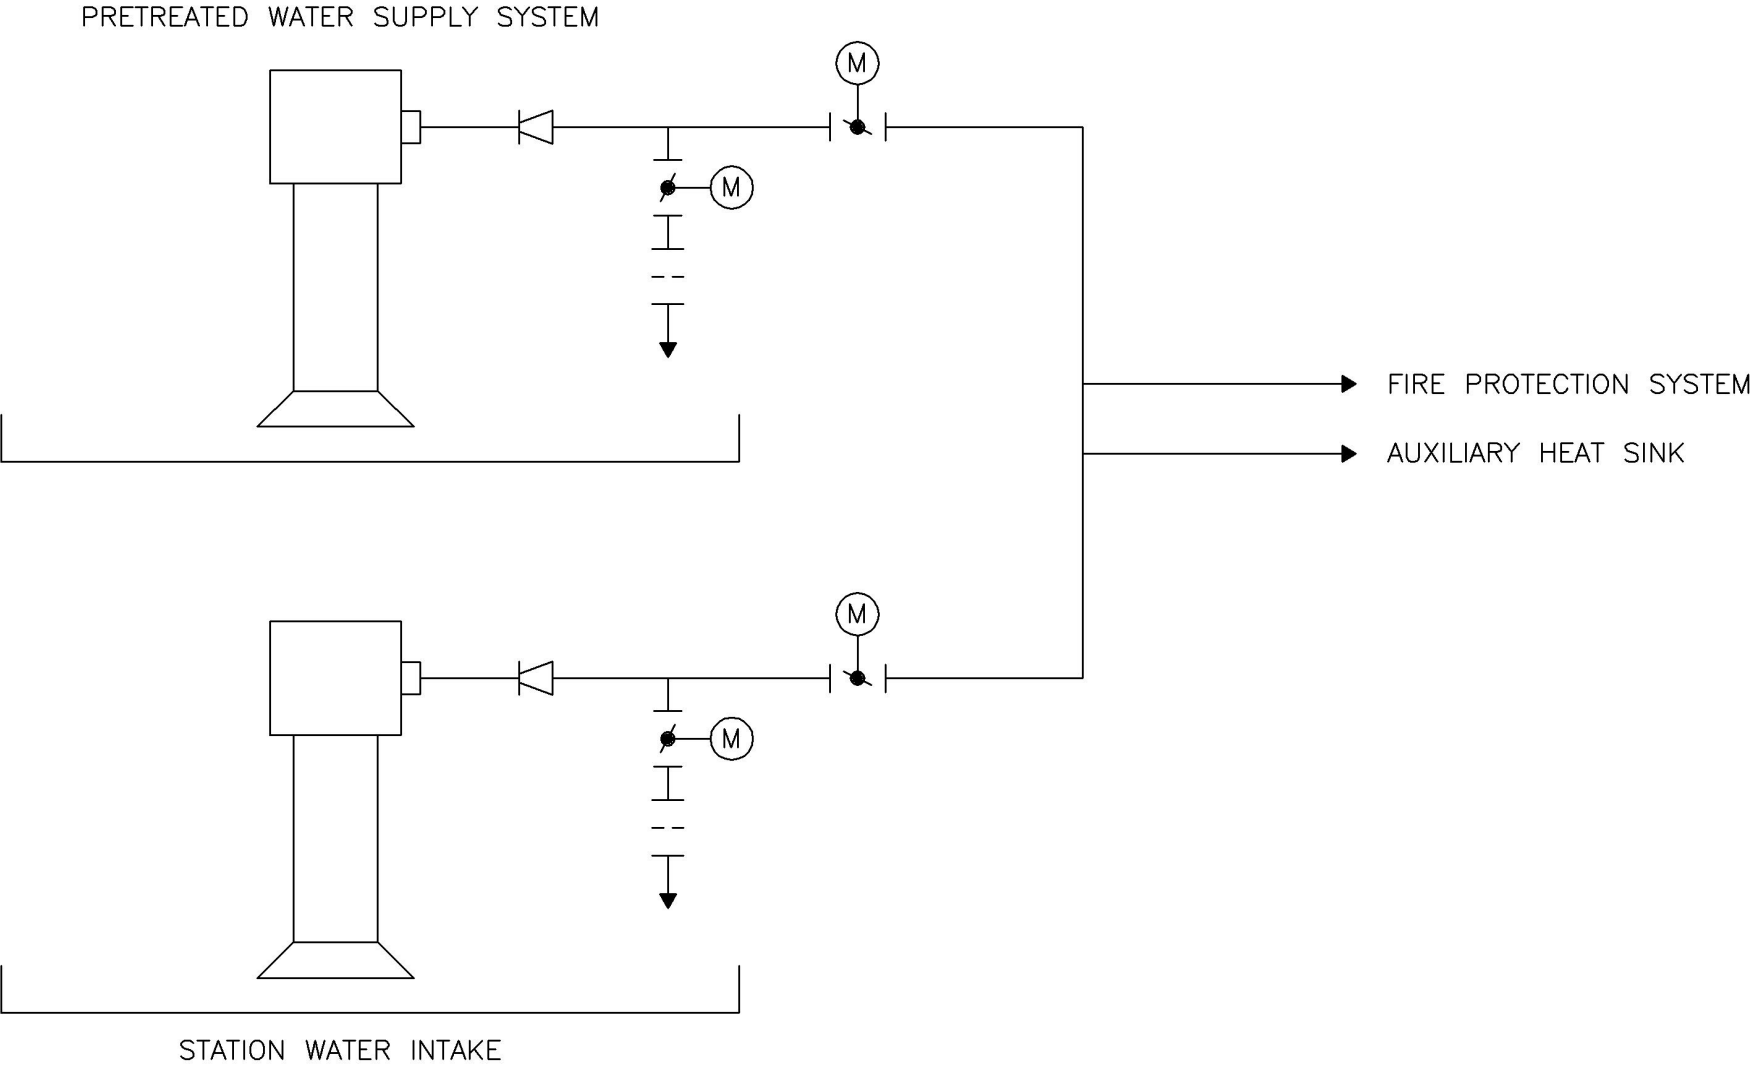 PRETREATED WATER SUPPLY SYSTEM
M
M
FIRE PROTECTION SYSTEM
AUXILIARY HEAT SINK
M
M
STATION WATER INTAKE